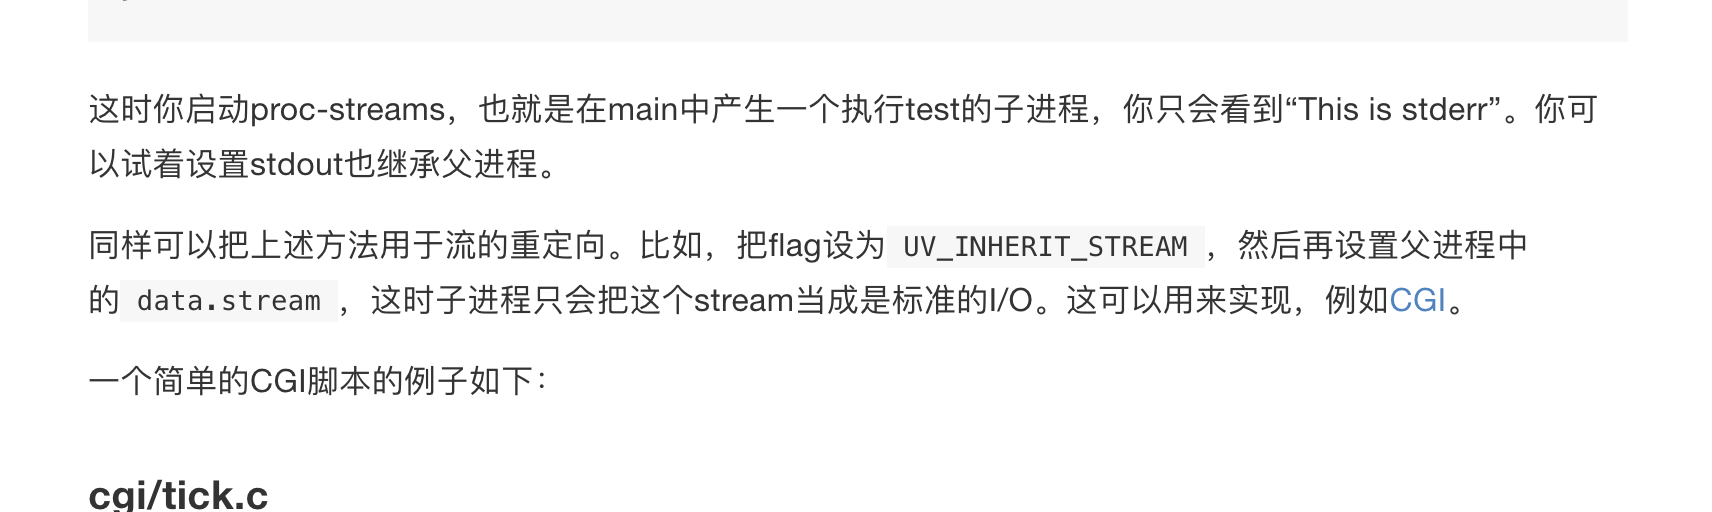 这时你启动proc-streams，也就是在main中产生一个执行test的子进程，你只会看到“This is stderr”。你可
以试着设置stdout也继承父进程。
同样可以把上述方法用于流的重定向。比如，把flag设为 UV_INHERIT_STREAM ，然后再设置父进程中
的 data.stream ，这时子进程只会把这个stream当成是标准的I/O。这可以用来实现，例如CGI。
一个简单的CGI脚本的例子如下：
cgi/tick.c